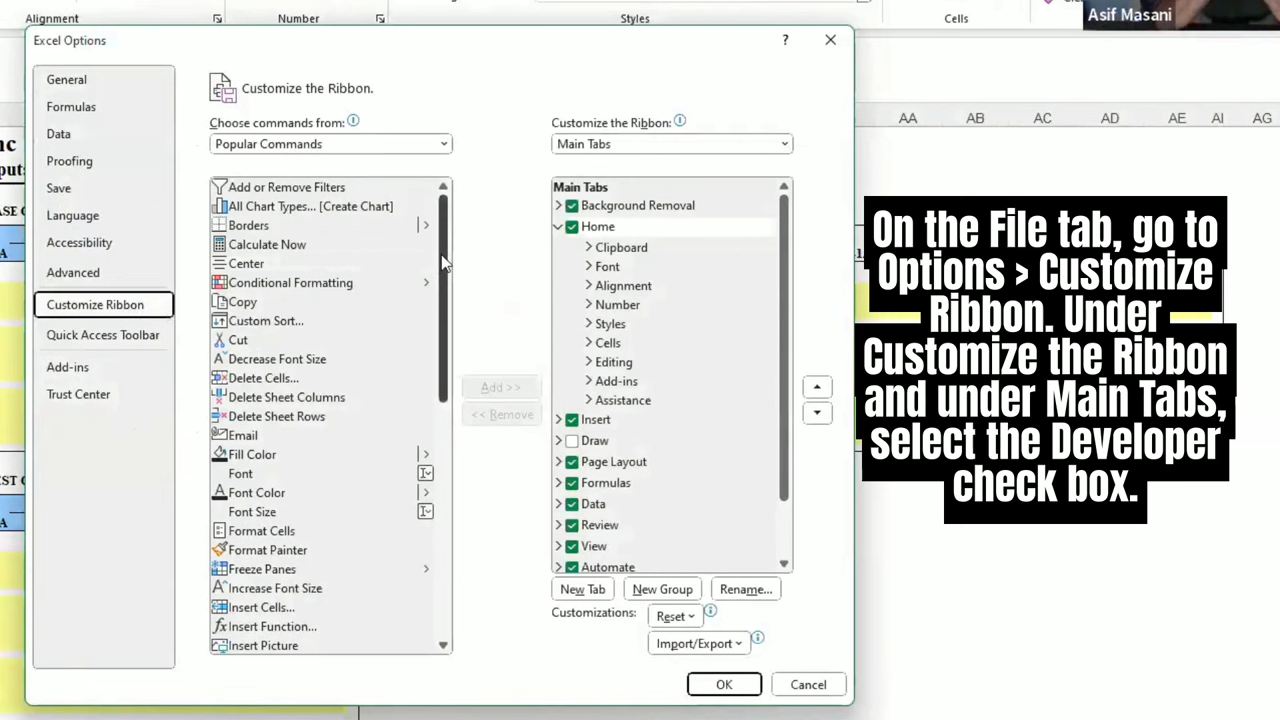 Alignment
Number
Styles
Cells
Asif Masani
Excel Options
?
General
Formulas
Data
Proofing
Save
Language
Accessibility
Advanced
Customize Ribbon
Quick Access Toolbar
Add-ins
Trust Center
Customize the Ribbon.
Choose commands from:
Popular Commands
Add or Remove Filters
All Chart Types... [Create Chart]
Borders
Calculate Now
Center
Conditional Formatting
Copy
Custom Sort...
Cut
Decrease Font Size
Delete Cells...
Delete Sheet Columns
Delete Sheet Rows
Email
Fill Color
Font
Font Color
Font Size
Format Cells
Format Painter
Freeze Panes
Increase Font Size
Insert Cells...
Insert Function...
Insert Picture
Add >>
<< Remove
Customize the Ribbon:
Main Tabs
Main Tabs
Background Removal
Home
Clipboard
Font
Alignment
Number
Styles
Cells
Editing
Add-ins
Assistance
Insert
Draw
Page Layout
Formulas
Data
Review
View
Automate
New Tab
New Group
Rename...
Customizations:
Reset
Import/Export
OK
Cancel
AA
AB
AC
AD
AE
AI
AG
On the File tab, go to
Options > Customize
Ribbon. Under
Customize the Ribbon
and under Main Tabs,
select the Developer
check box.